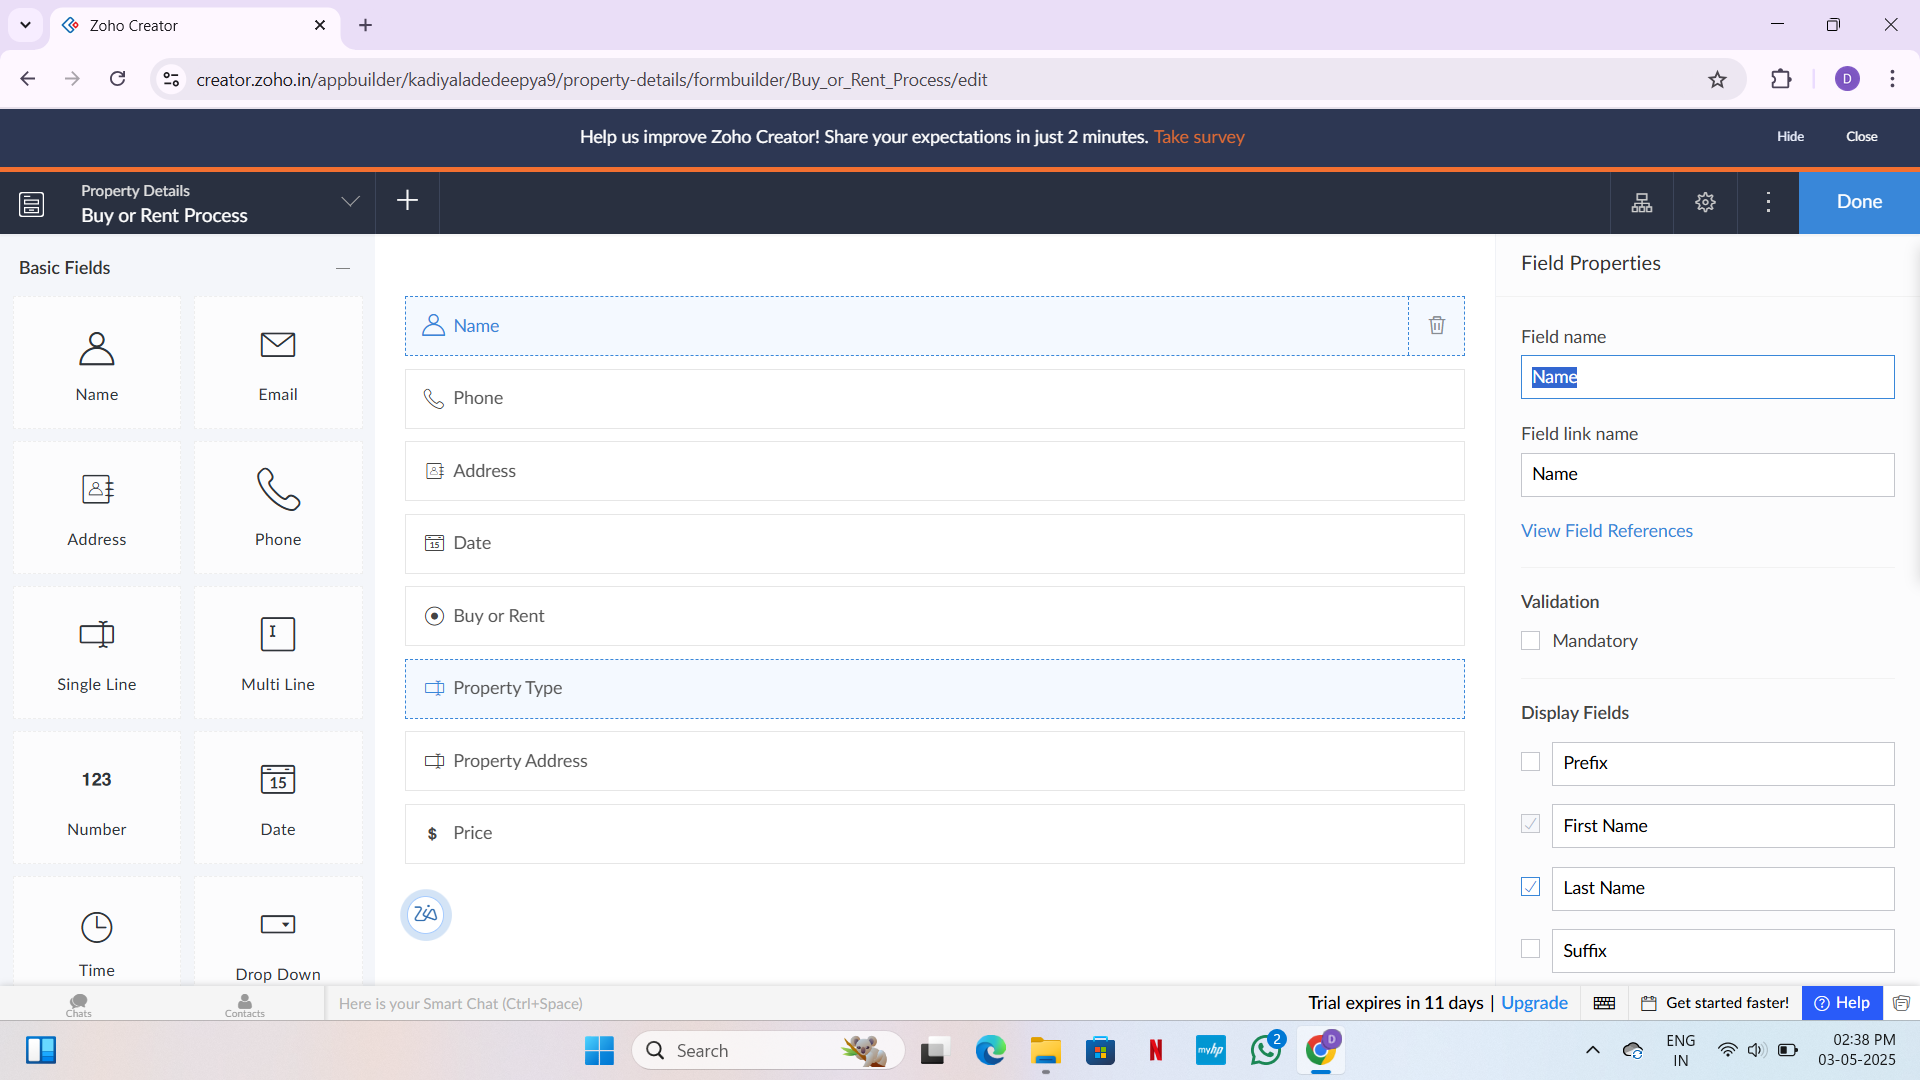 Zoho Creator
creator.zoho.in/appbuilder/kadiyaladedeepya9/property-details/formbuilder/Buy_or_Rent_Process/edit
D
Help us improve Zoho Creator! Share your expectations in just 2 minutes. Take survey
Hide
Close
Property Details
Buy or Rent Process
Done
Basic Fields
Name
Email
Address
Phone
Single Line
Multi Line
123
Number
15
Date
Time
Drop Down
Name
Phone
Address
15 Date
Buy or Rent
Property Type
Property Address
$ Price
Zia
Field Properties
Field name
Name
Field link name
Name
View Field References
Validation
Mandatory
Display Fields
Prefix
First Name
Last Name
Suffix
Chats
Contacts
Here is your Smart Chat (Ctrl+Space)
Trial expires in 11 days | Upgrade
Get started faster!
Help
Search
N
myhp
2
D
ENG
IN
02:38 PM
03-05-2025